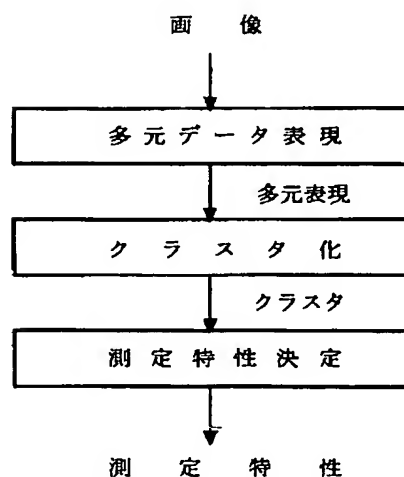 画像
多元データ表現
多元表現
クラスタ化
クラスタ
測定特性決定
測定特性